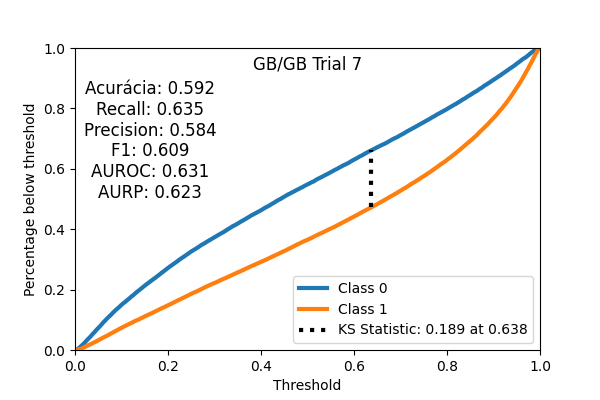 GB/GB Trial 7
Acurácia: 0.592
Recall: 0.635
Precision: 0.584
F1: 0.609
AUROC: 0.631
AURP: 0.623
Percentage below threshold
1.0
0.8
0.6
0.4
0.2
0.0
Class 0
Class 1
KS Statistic: 0.189 at 0.638
0.0 0.2 0.4 0.6 0.8 1.0
Threshold